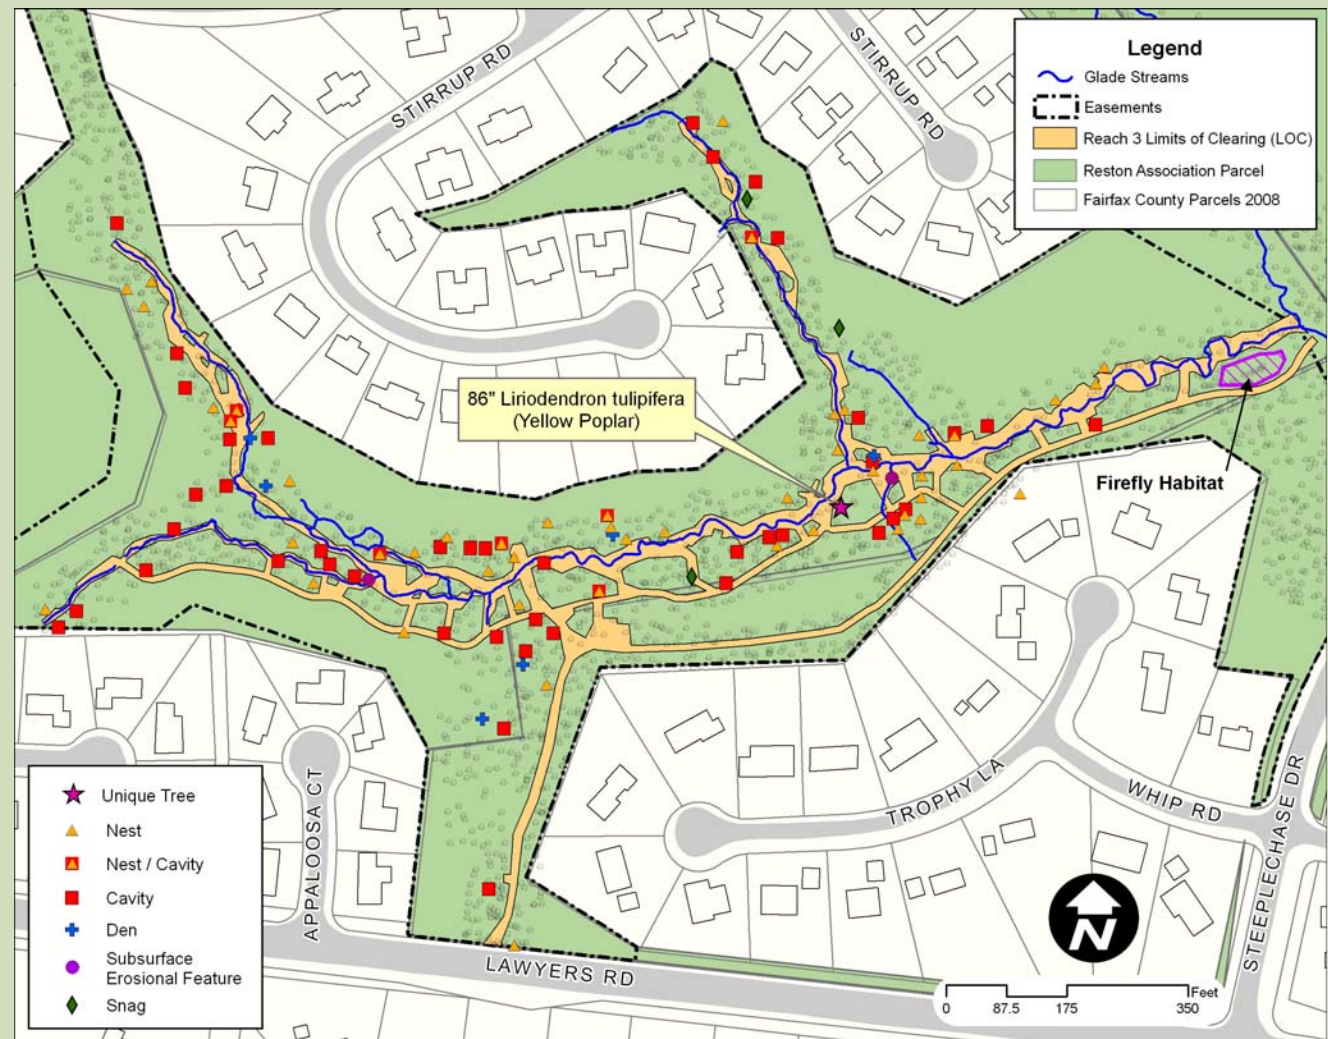 STIRRUP RD
STIRRUP RD
Legend
Glade Streams
Easements
Reach 3 Limits of Clearing (LOC)
Reston Association Parcel
Fairfax County Parcels 2008
86" Liriodendron tulipifera
(Yellow Poplar)
Firefly Habitat
Unique Tree
Nest
Nest / Cavity
Cavity
Den
Subsurface
Erosional Feature
Snag
APPALOOSA CT
LAWYERS RD
TROPHY LA
WHIP RD
STEEPLECHASE DR
N
Feet
0 87.5 175 350